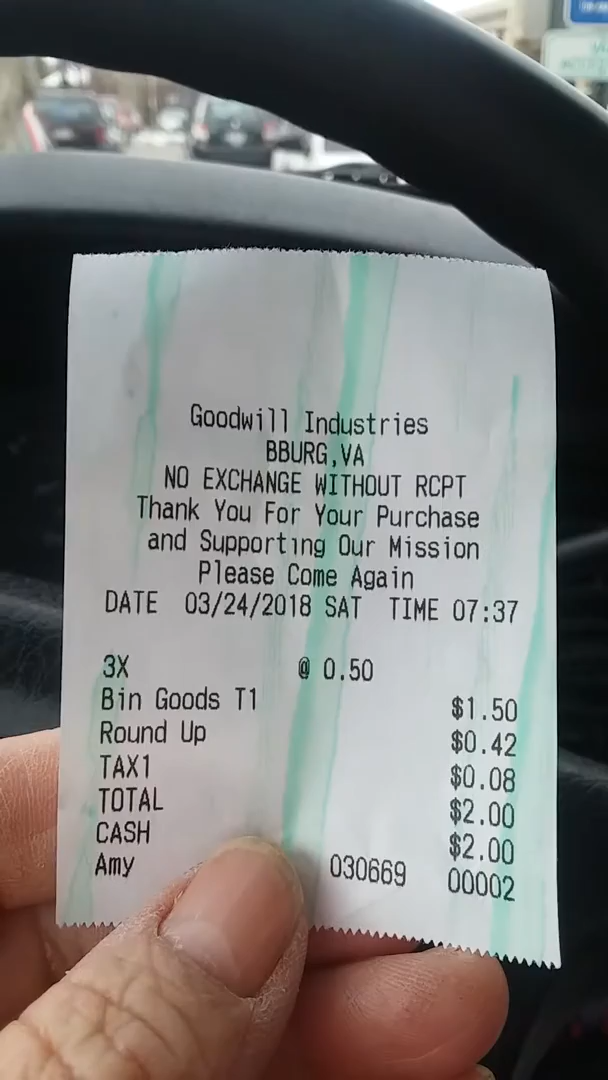 Goodwill Industries
BBURG,VA
NO EXCHANGE WITHOUT RCPT
Thank You For Your Purchase
and Supporting Our Mission
Please Come Again
DATE 03/24/2018 SAT TIME 07:37
3X @ 0.50
Bin Goods T1 $1.50
Round Up $0.42
TAX1 $0.08
TOTAL $2.00
CASH $2.00
Amy 030669 00002